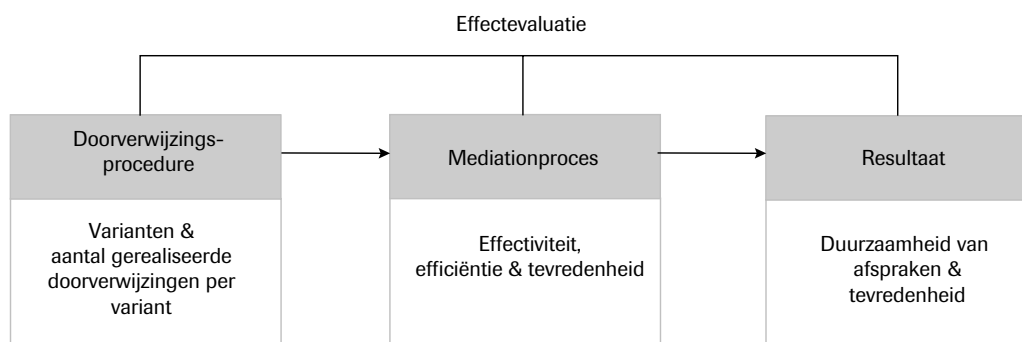 Effectevaluatie
Doorverwijzings-
procedure
Mediationproces
Resultaat
Varianten &
aantal gerealiseerde
doorverwijzingen per
variant
Effectiviteit,
efficiëntie & tevredenheid
Duurzaamheid van
afspraken &
tevredenheid